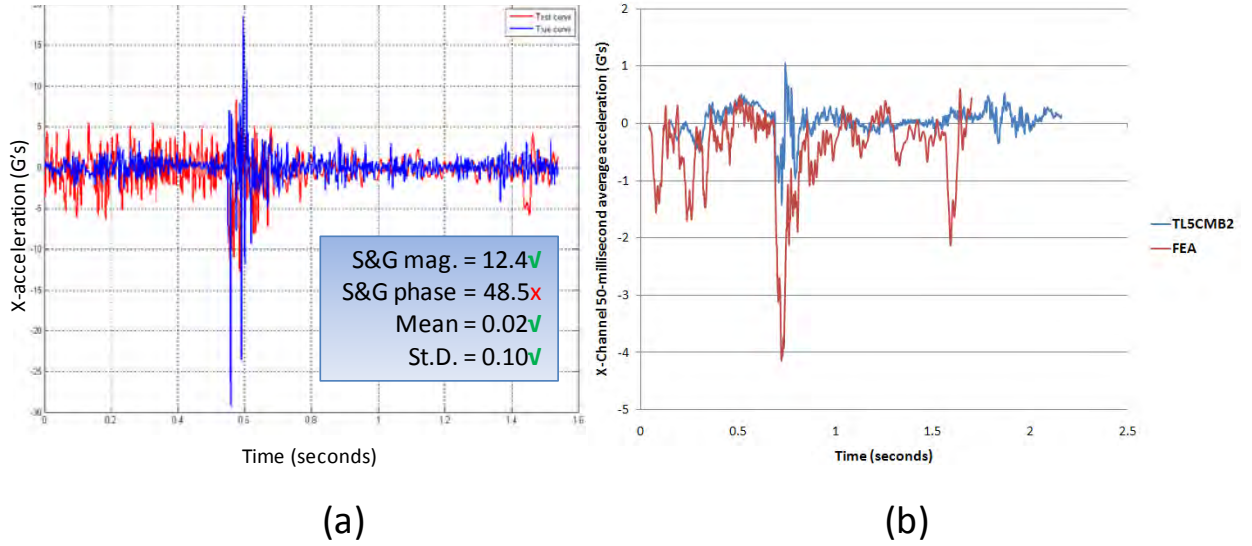 Test curve
True curve
20
15
10
5
0
-5
-10
-15
-20
-25
-30
0
0.2
0.4
0.6
0.8
1
1.2
1.4
1.6
X-acceleration (G's)
Time (seconds)
S&G mag. = 12.4√
S&G phase = 48.5x
Mean = 0.02√
St.D. = 0.10√
(a)
2
1
0
-1
-2
-3
-4
-5
0
0.5
1
1.5
2
2.5
X-Channel 50-millisecond average acceleration (G's)
Time (seconds)
TL5CMB2
FEA
(b)